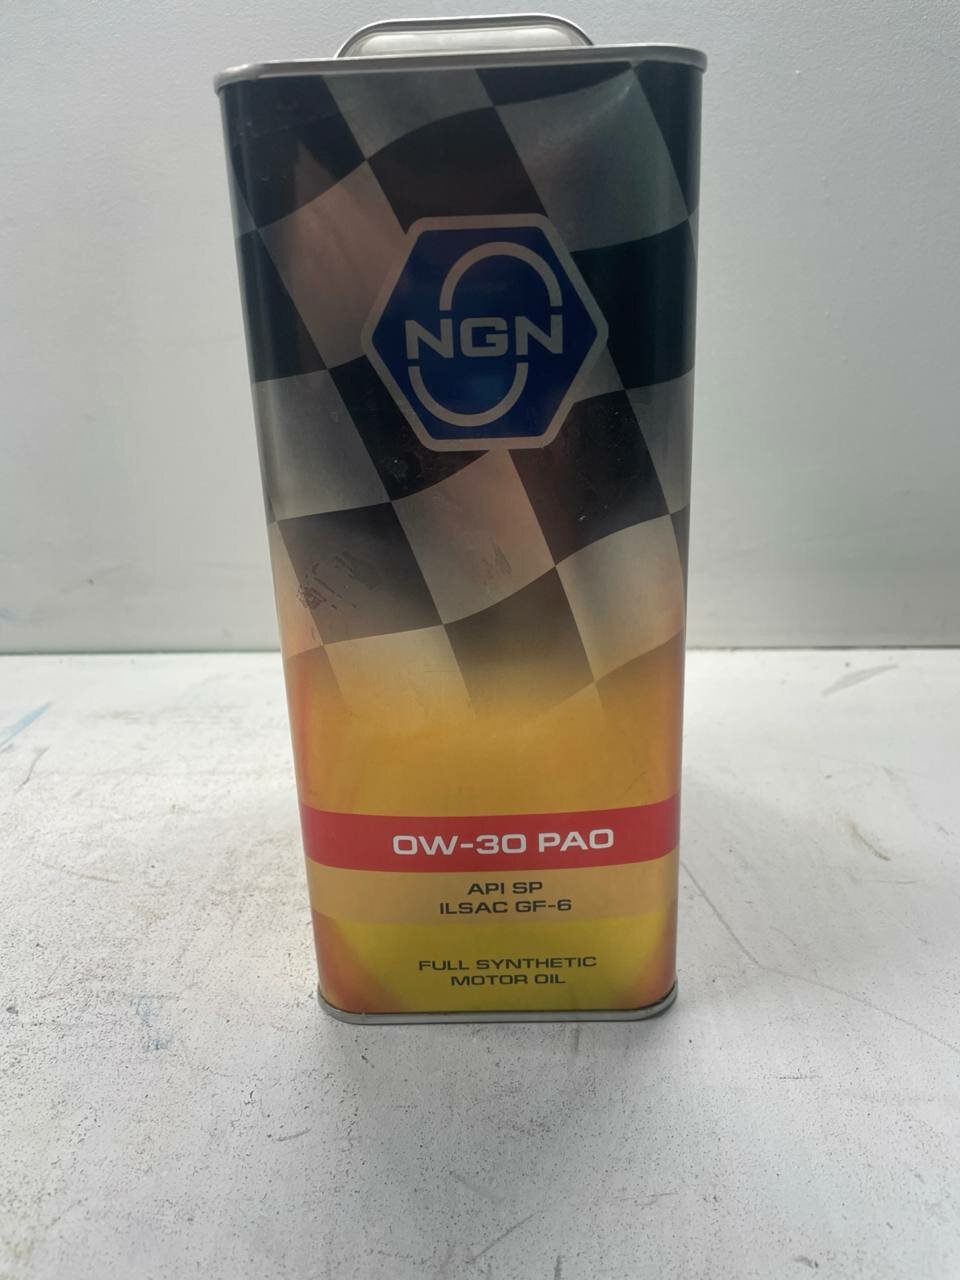 NGN
0W-30 PAO
API SP
ILSAC GF-6
FULL SYNTHETIC
MOTOR OIL